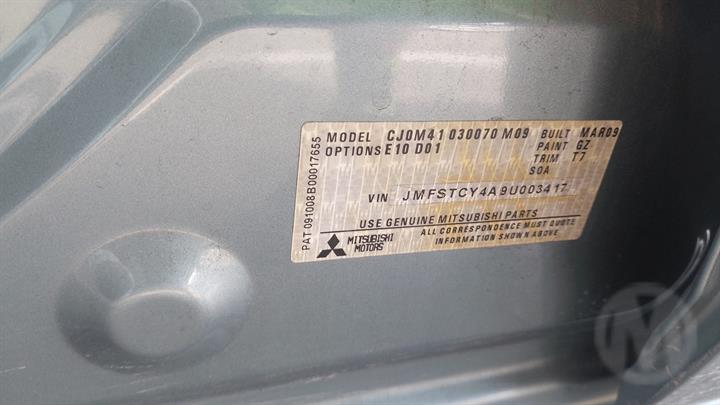 PAT-091008B00017655
MODEL CJ0M41 030070 M09 BUILT MAR09
OPTIONS E10 D01 PAINT GZ
TRIM T7
SOA
VIN JMFSTCY4A9U003417
USE GENUINE MITSUBISHI PARTS
MITSUBISHI MOTORS
ALL CORRESPONDENCE MUST QUOTE
INFORMATION SHOWN ABOVE
M